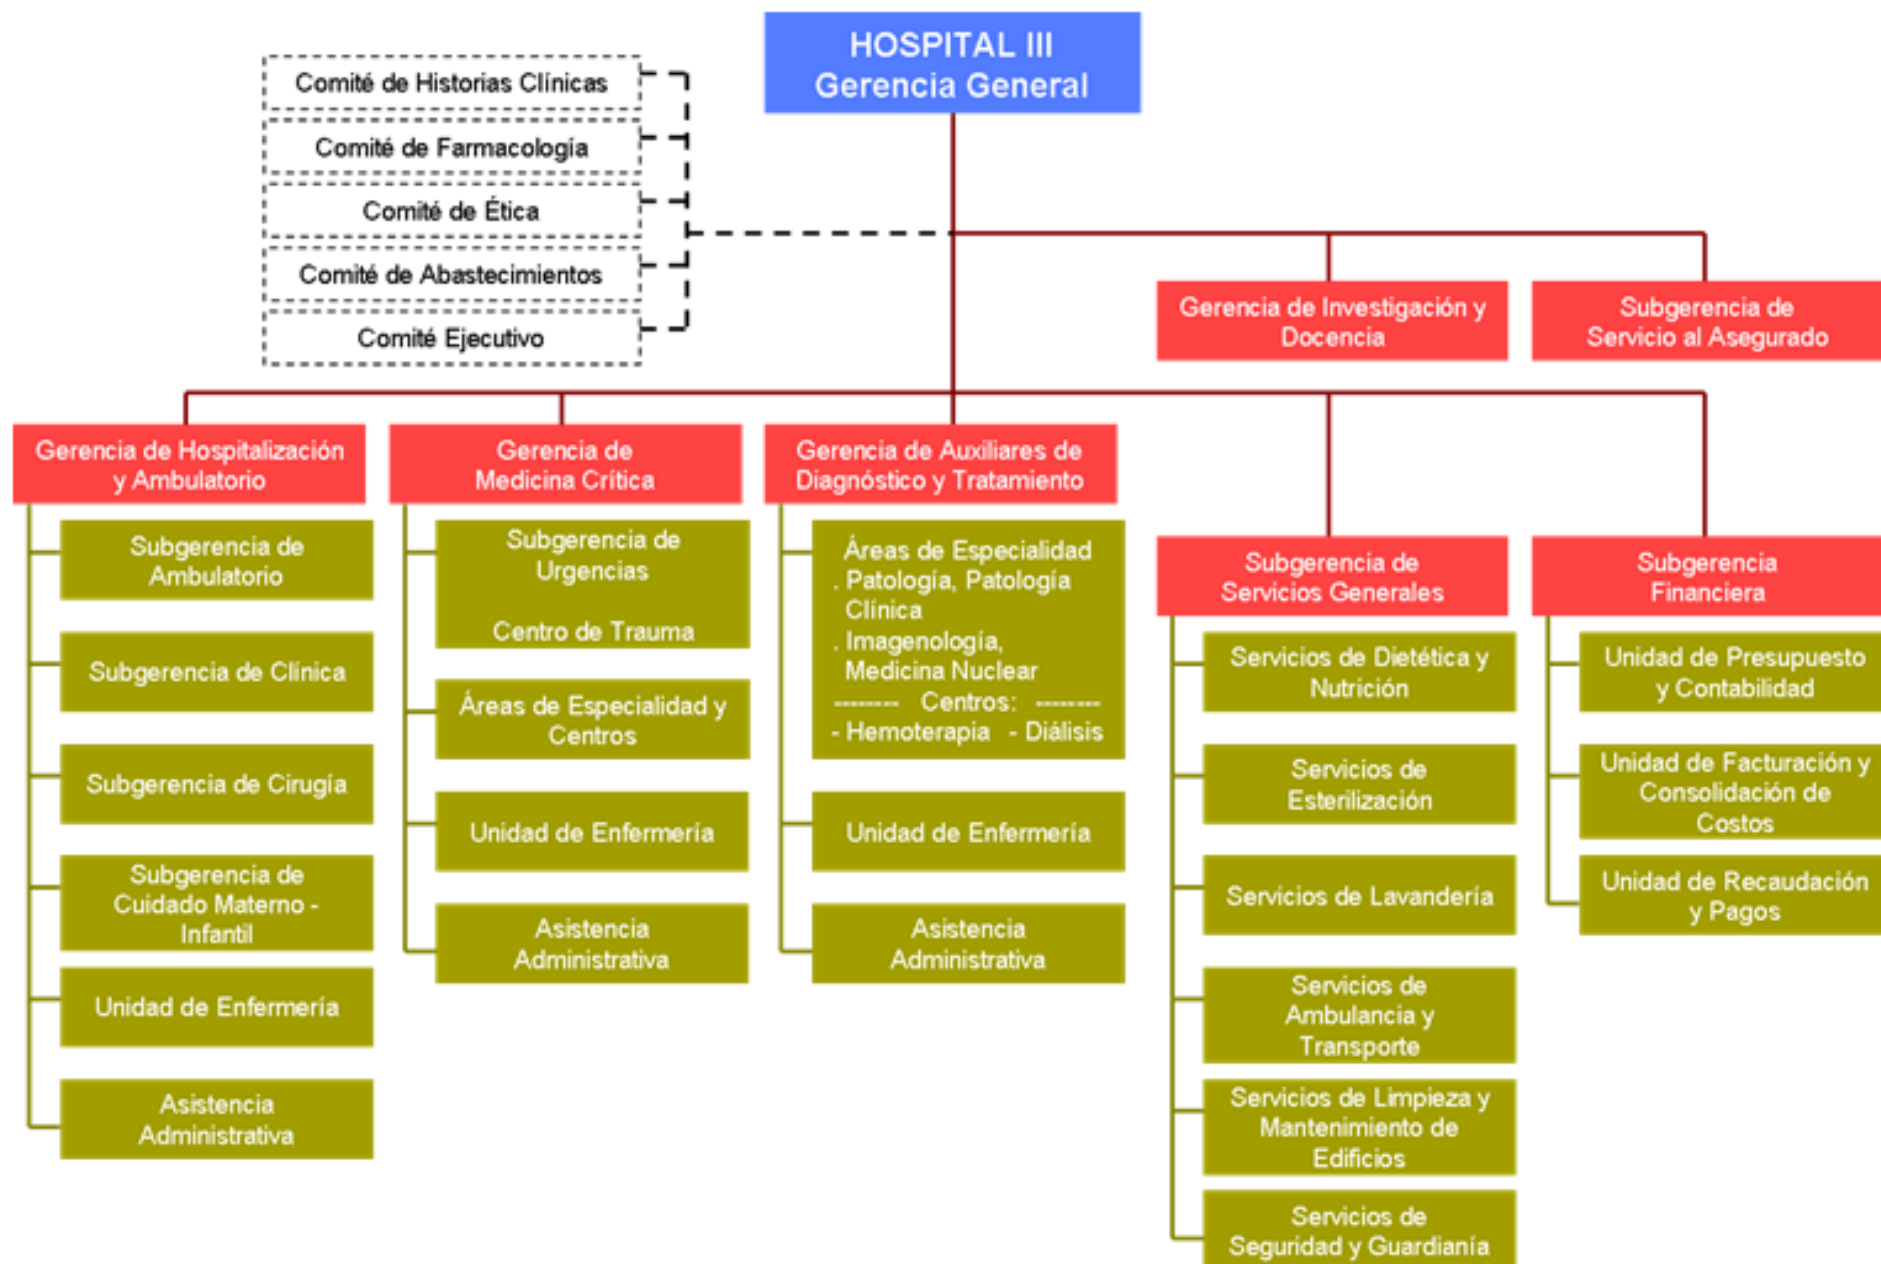 HOSPITAL III
Gerencia General
Comité de Historias Clínicas
Comité de Farmacología
Comité de Ética
Comité de Abastecimientos
Comité Ejecutivo
Gerencia de Investigación y
Docencia
Subgerencia de
Servicio al Asegurado
Gerencia de Hospitalización
y Ambulatorio
Subgerencia de
Ambulatorio
Subgerencia de Clínica
Subgerencia de Cirugía
Subgerencia de
Cuidado Materno -
Infantil
Unidad de Enfermería
Asistencia
Administrativa
Gerencia de
Medicina Crítica
Subgerencia de
Urgencias
Centro de Trauma
Áreas de Especialidad y
Centros
Unidad de Enfermería
Asistencia
Administrativa
Gerencia de Auxiliares de
Diagnóstico y Tratamiento
Áreas de Especialidad
. Patología, Patología
Clínica
. Imagenología,
Medicina Nuclear
-------- Centros: --------
- Hemoterapia - Diálisis
Unidad de Enfermería
Asistencia
Administrativa
Subgerencia de
Servicios Generales
Servicios de Dietética y
Nutrición
Servicios de
Esterilización
Servicios de Lavandería
Servicios de
Ambulancia y
Transporte
Servicios de Limpieza y
Mantenimiento de
Edificios
Servicios de
Seguridad y Guardianía
Subgerencia
Financiera
Unidad de Presupuesto
y Contabilidad
Unidad de Facturación y
Consolidación de
Costos
Unidad de Recaudación
y Pagos